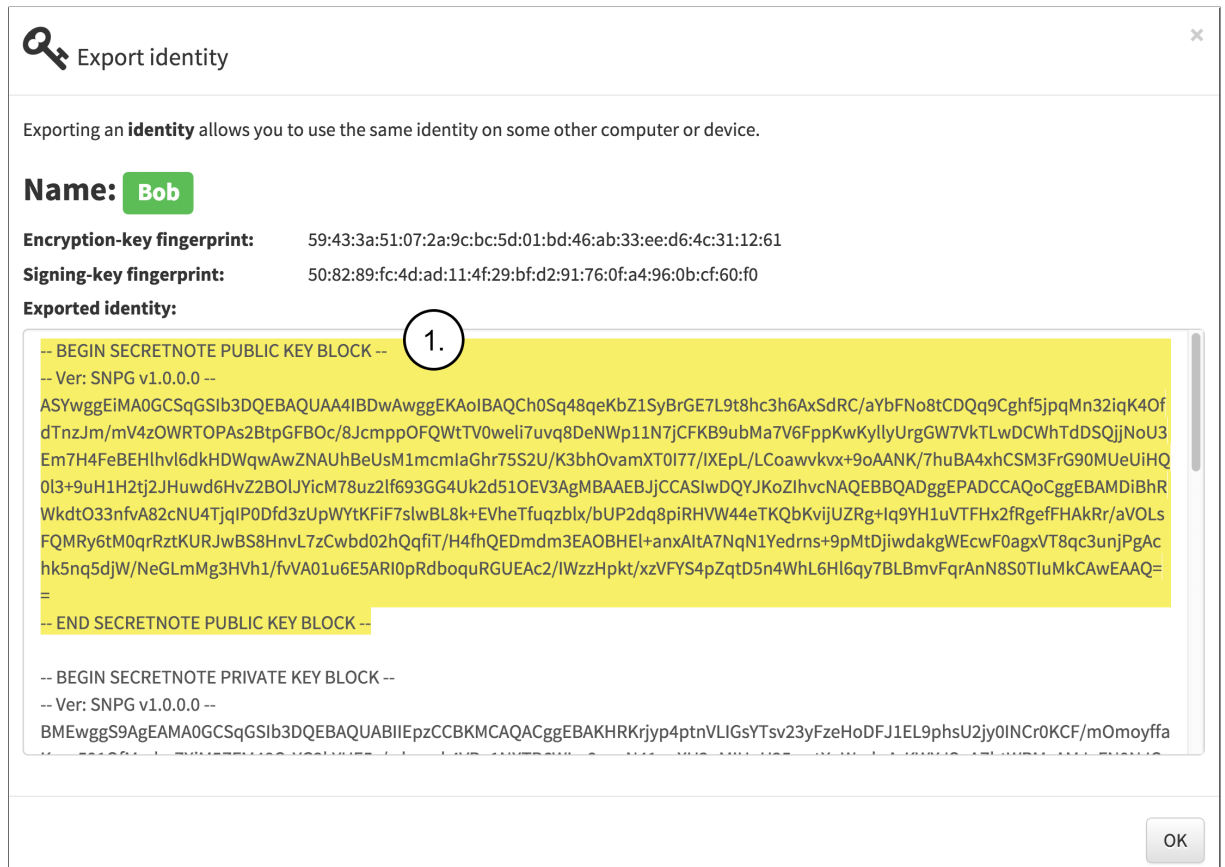 Export identity
×
Exporting an identity allows you to use the same identity on some other computer or device.
Name: Bob
Encryption-key fingerprint: 59:43:3a:51:07:2a:9c:bc:5d:01:bd:46:ab:33:ee:d6:4c:31:12:61
Signing-key fingerprint: 50:82:89:fc:4d:ad:11:4f:29:bf:d2:91:76:0f:a4:96:0b:cf:60:f0
Exported identity:
1.
-- BEGIN SECRETNOTE PUBLIC KEY BLOCK --
-- Ver: SNPG v1.0.0.0 --
ASYwggEiMA0GCSqGSIb3DQEBAQUAA4IBDwAwggEKAoIBAQCh0Sq48qeKbZ1SyBrGE7L9t8hc3h6AxSdRC/aYbFNo8tCDQq9Cghf5jpqMn32iqK4Of
dTnzJm/mV4zOWRTOPAs2BtpGFBOc/8JcmppOFQWtTV0weli7uvq8DeNWp11N7jCFKB9ubMa7V6FppKwKyllyUrgGW7VkTLwDCWhTdDSQjjNoU3
Em7H4FeBEHlhvl6dkHDWqwAwZNAUhBeUsM1mcmIaGhr75S2U/K3bhOvamXT0I77/IXEpL/LCoawvkvx+9oAANK/7huBA4xhCSM3FrG90MUeUiHQ
0l3+9uH1H2tj2JHuwd6HvZ2BOlJYicM78uz2lf693GG4Uk2d51OEV3AgMBAAEBJjCCASIwDQYJKoZIhvcNAQEBBQADggEPADCCAQoCggEBAMDiBhR
WkdtO33nfvA82cNU4TjqIP0Dfd3zUpWYtKFiF7slwBL8k+EVheTfuqzblx/bUP2dq8piRHVW44eTKQbKvijUZRg+Iq9YH1uVTFHx2fRgefFHAkRr/aVOLs
FQMRy6tM0qrRztKURJwBS8HnvL7zCwbd02hQqfiT/H4fhQEDmdm3EAOBHEl+anxAItA7NqN1Yedrns+9pMtDjiwdakgWEcwF0agxVT8qc3unjPgAc
hk5nq5djW/NeGLmMg3HVh1/fvVA01u6E5ARI0pRdboquRGUEAc2/IWzzHpkt/xzVFYS4pZqtD5n4WhL6Hl6qy7BLBmvFqrAnN8S0TIuMkCAwEAAQ=
=
-- END SECRETNOTE PUBLIC KEY BLOCK --
-- BEGIN SECRETNOTE PRIVATE KEY BLOCK --
-- Ver: SNPG v1.0.0.0 --
BMEwggS9AgEAMA0GCSqGSIb3DQEBAQUABIIEpzCCBKMCAQACggEBAKHRKrjyp4ptnVLIGsYTsv23yFzeHoDFJ1EL9phsU2jy0INCr0KCF/mOmoyffa
OK